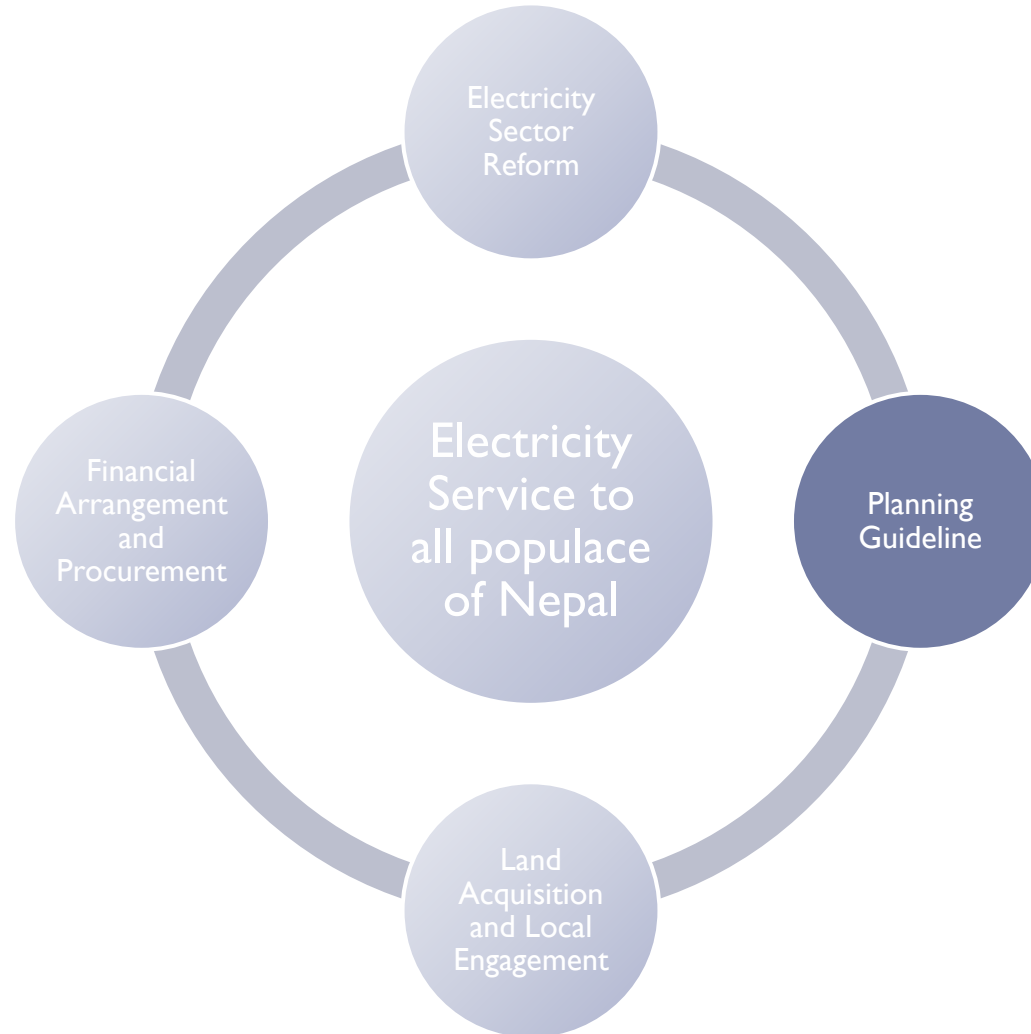 Electricity
Sector
Reform
Financial
Arrangement
and
Procurement
Electricity
Service to
all populace
of Nepal
Planning
Guideline
Land
Acquisition
and Local
Engagement